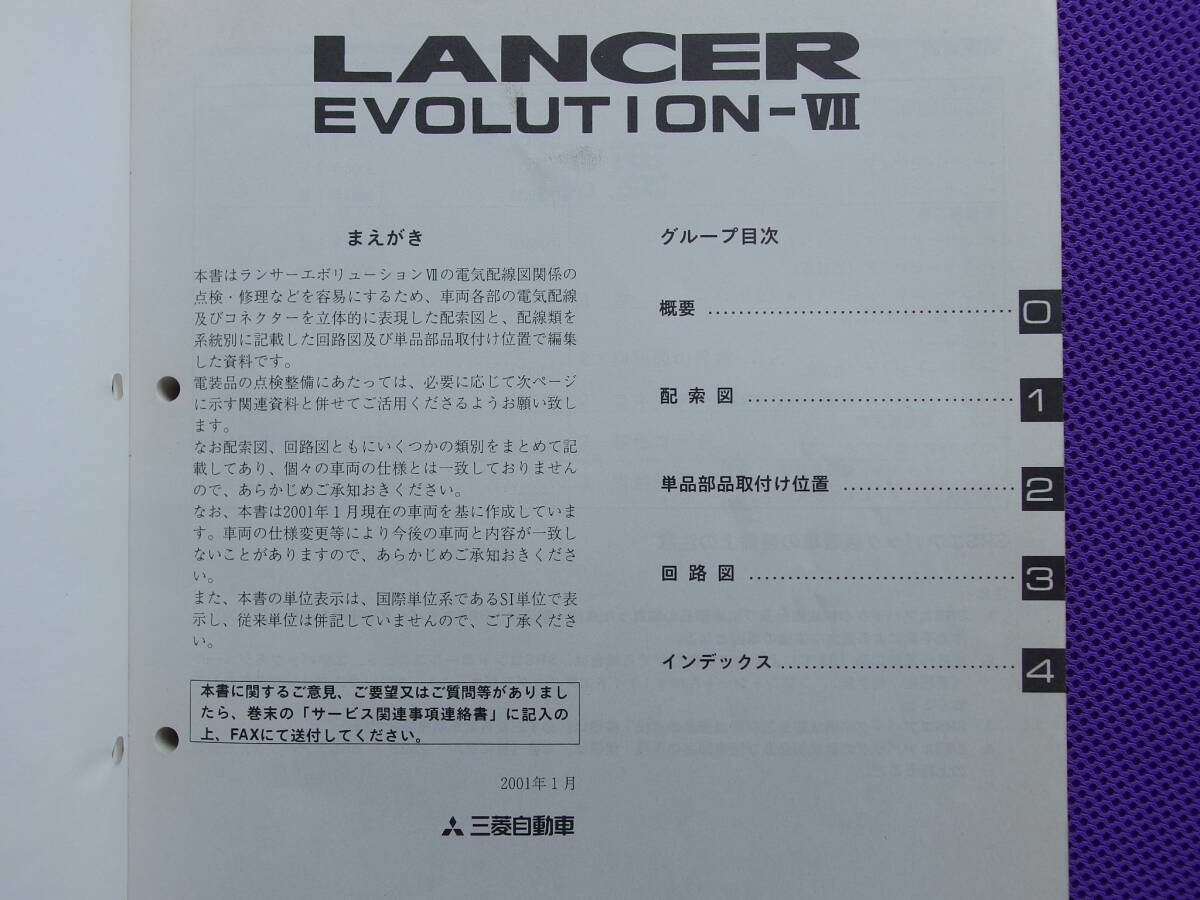 LANCER
EVOLUTION-Ⅶ
まえがき
本書はランサーエボリューションⅦの電気配線図関係の
点検・修理などを容易にするため、車両各部の電気配線
及びコネクターを立体的に表現した配索図と、配線類を
系統別に記載した回路図及び単品部品取付け位置で編集
した資料です。
電装品の点検整備にあたっては、必要に応じて次ページ
に示す関連資料と併せてご活用くださるようお願い致し
ます。
なお配索図、回路図ともにいくつかの類別をまとめて記
載してあり、個々の車両の仕様とは一致しておりません
ので、あらかじめご承知おきください。
なお、本書は2001年1月現在の車両を基に作成していま
す。車両の仕様変更等により今後の車両と内容が一致し
ないことがありますので、あらかじめご承知おきくださ
い。
また、本書の単位表示は、国際単位系であるSI単位で表
示し、従来単位は併記していませんので、ご了承くださ
い。
本書に関するご意見、ご要望又はご質問等がありまし
たら、巻末の「サービス関連事項連絡書」に記入の
上、FAXにて送付してください。
2001年1月
三菱自動車
グループ目次
概要 ........................................ 0
配索図 ................................... 1
単品部品取付け位置 ....................... 2
回路図 ................................... 3
インデックス ............................... 4